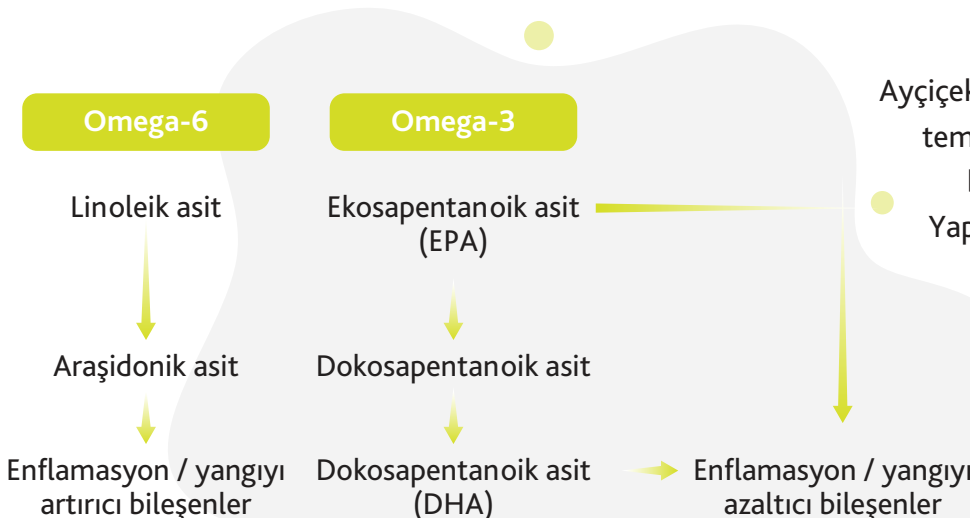 Omega-6
Linoleik asit
Araşidonik asit
Enflamasyon / yangıyı
artırıcı bileşenler
Omega-3
Ekosapentanoik asit
(EPA)
Dokosapentanoik asit
Dokosapentanoik asit
(DHA)
Enflamasyon / yangıyı
azaltıcı bileşenler